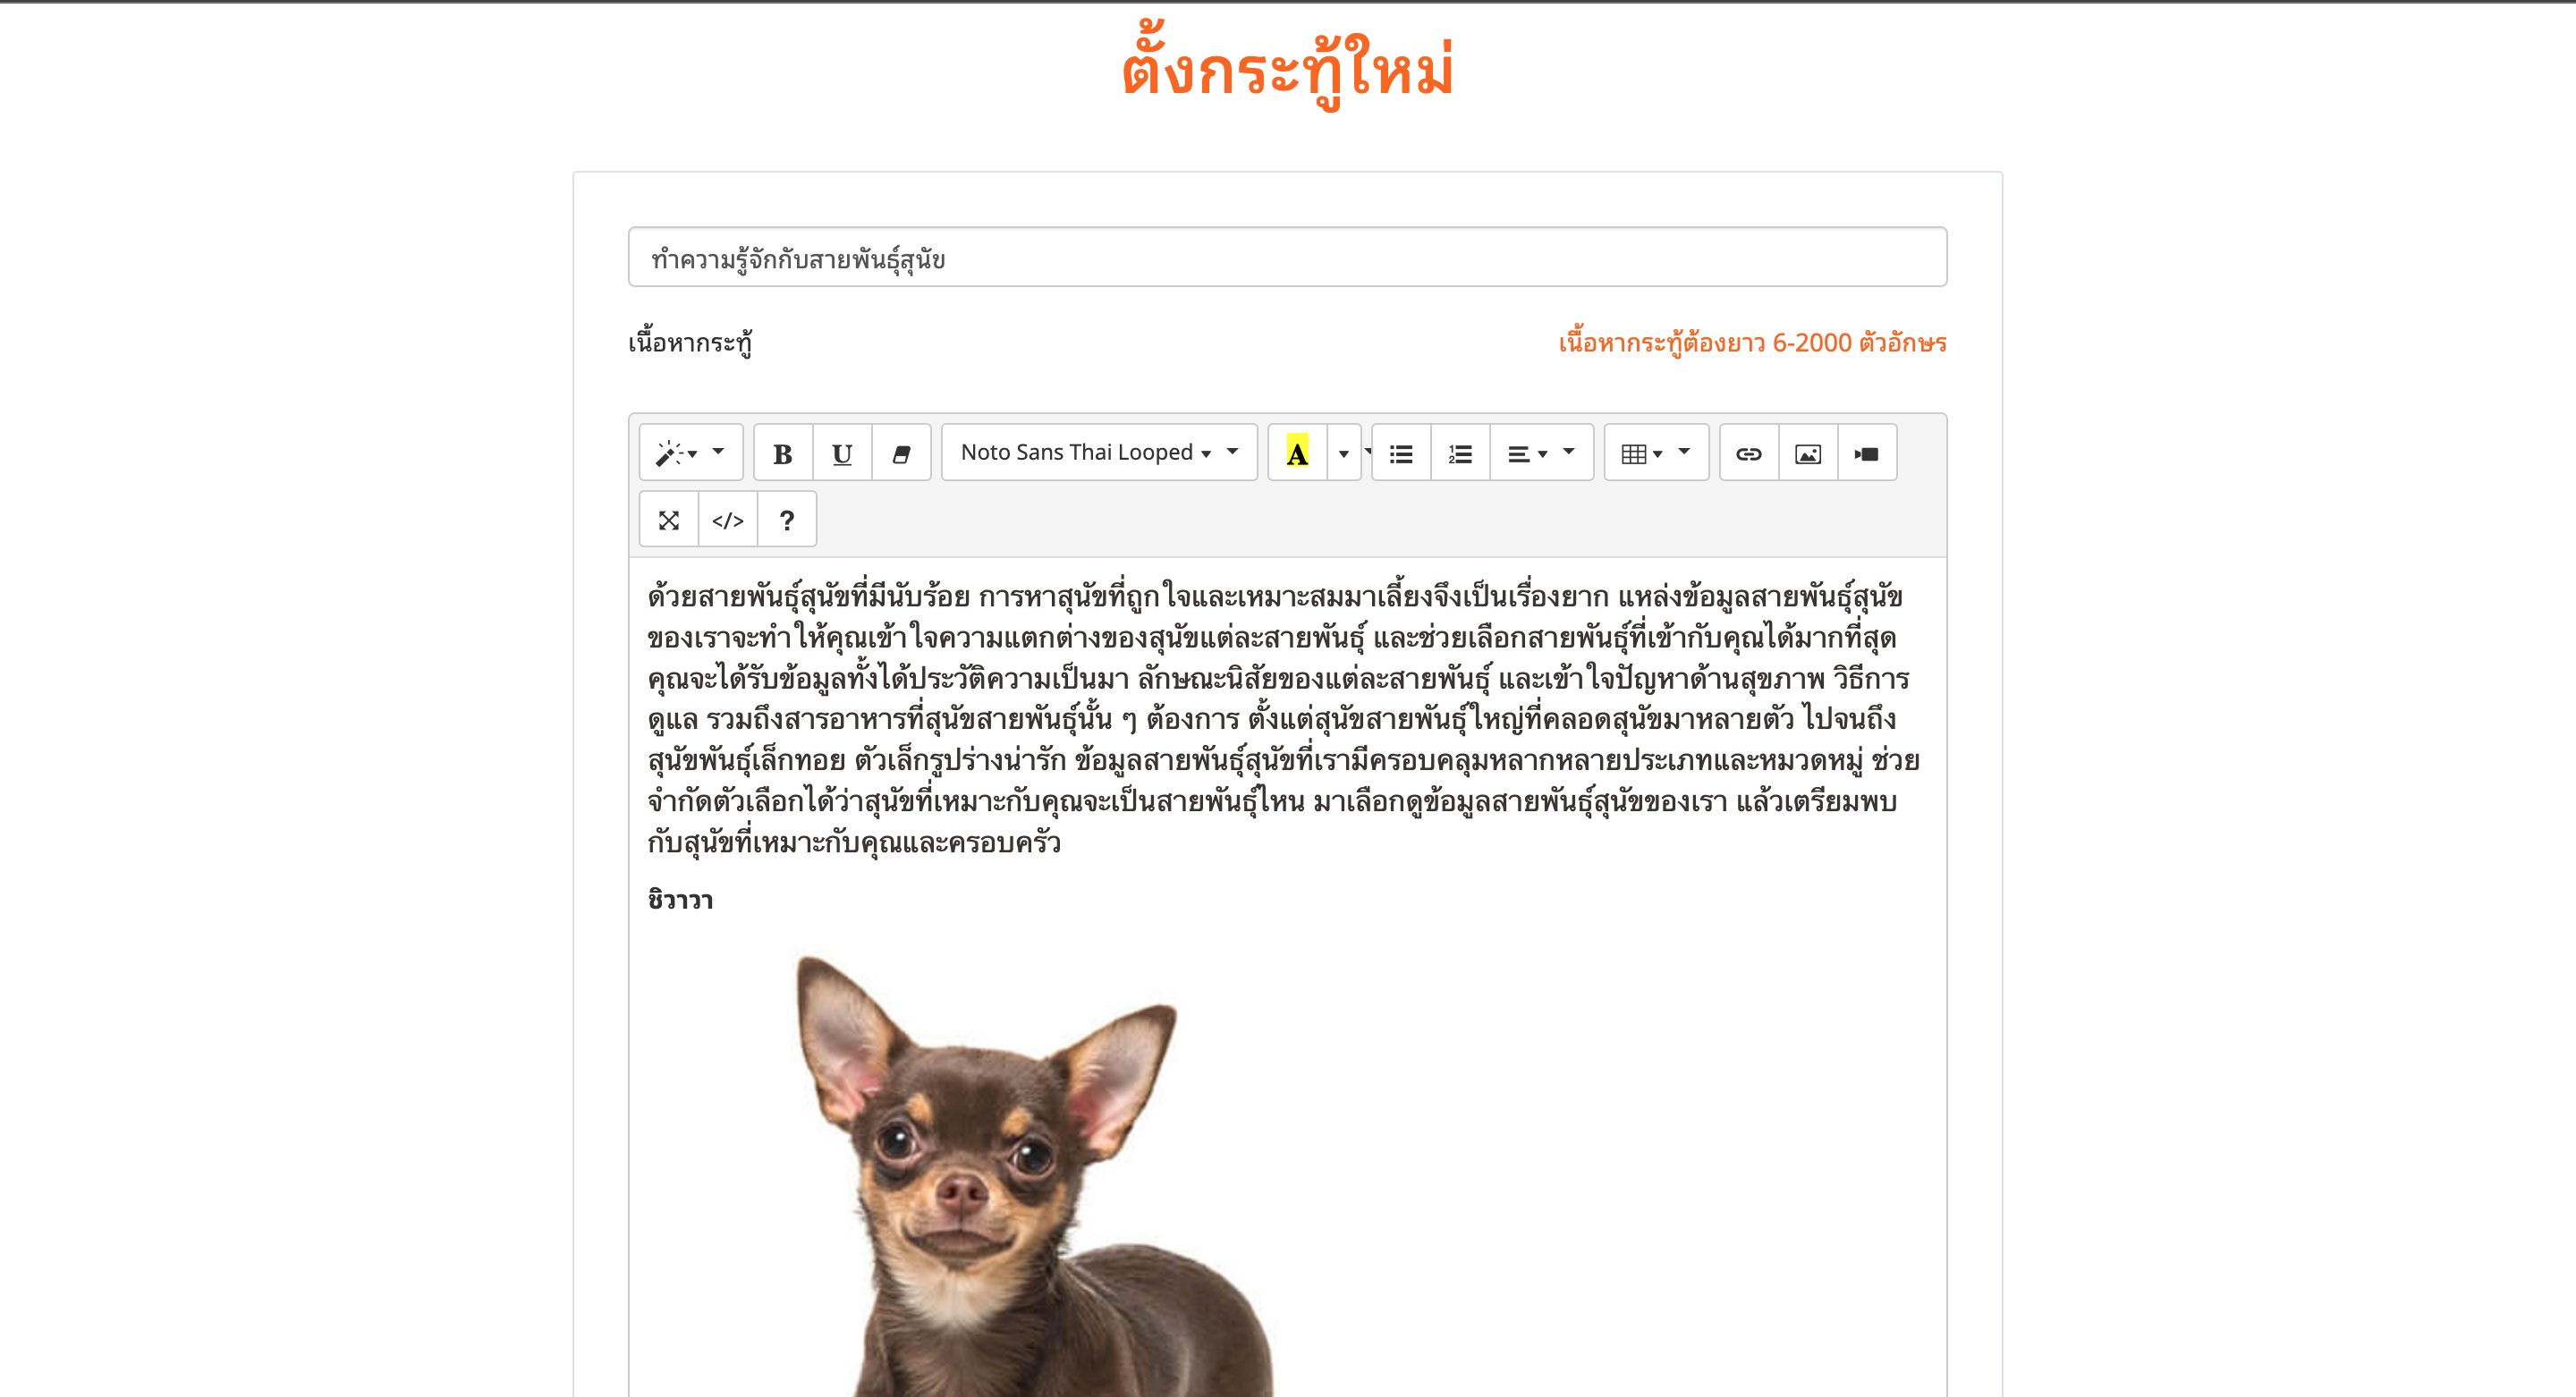 ตั้งกระทู้ใหม่
ทำความรู้จักกับสายพันธุ์สุนัข
เนื้อหากระทู้
เนื้อหากระทู้ต้องยาว 6-2000 ตัวอักษร
B U Noto Sans Thai Looped A
</> ?
ด้วยสายพันธุ์สุนัขที่มีนับร้อย การหาสุนัขที่ถูกใจและเหมาะสมมาเลี้ยงจึงเป็นเรื่องยาก แหล่งข้อมูลสายพันธุ์สุนัข
ของเราจะทำให้คุณเข้าใจความแตกต่างของสุนัขแต่ละสายพันธุ์ และช่วยเลือกสายพันธุ์ที่เข้ากับคุณได้มากที่สุด
คุณจะได้รับข้อมูลทั้งได้ประวัติความเป็นมา ลักษณะนิสัยของแต่ละสายพันธุ์ และเข้าใจปัญหาด้านสุขภาพ วิธีการ
ดูแล รวมถึงสารอาหารที่สุนัขสายพันธุ์นั้น ๆ ต้องการ ตั้งแต่สุนัขสายพันธุ์ใหญ่ที่คลอดสุนัขมาหลายตัว ไปจนถึง
สุนัขพันธุ์เล็กทอย ตัวเล็กรูปร่างน่ารัก ข้อมูลสายพันธุ์สุนัขที่เรามีครอบคลุมหลากหลายประเภทและหมวดหมู่ ช่วย
จำกัดตัวเลือกได้ว่าสุนัขที่เหมาะกับคุณจะเป็นสายพันธุ์ไหน มาเลือกดูข้อมูลสายพันธุ์สุนัขของเรา แล้วเตรียมพบ
กับสุนัขที่เหมาะกับคุณและครอบครัว
ชิวาวา